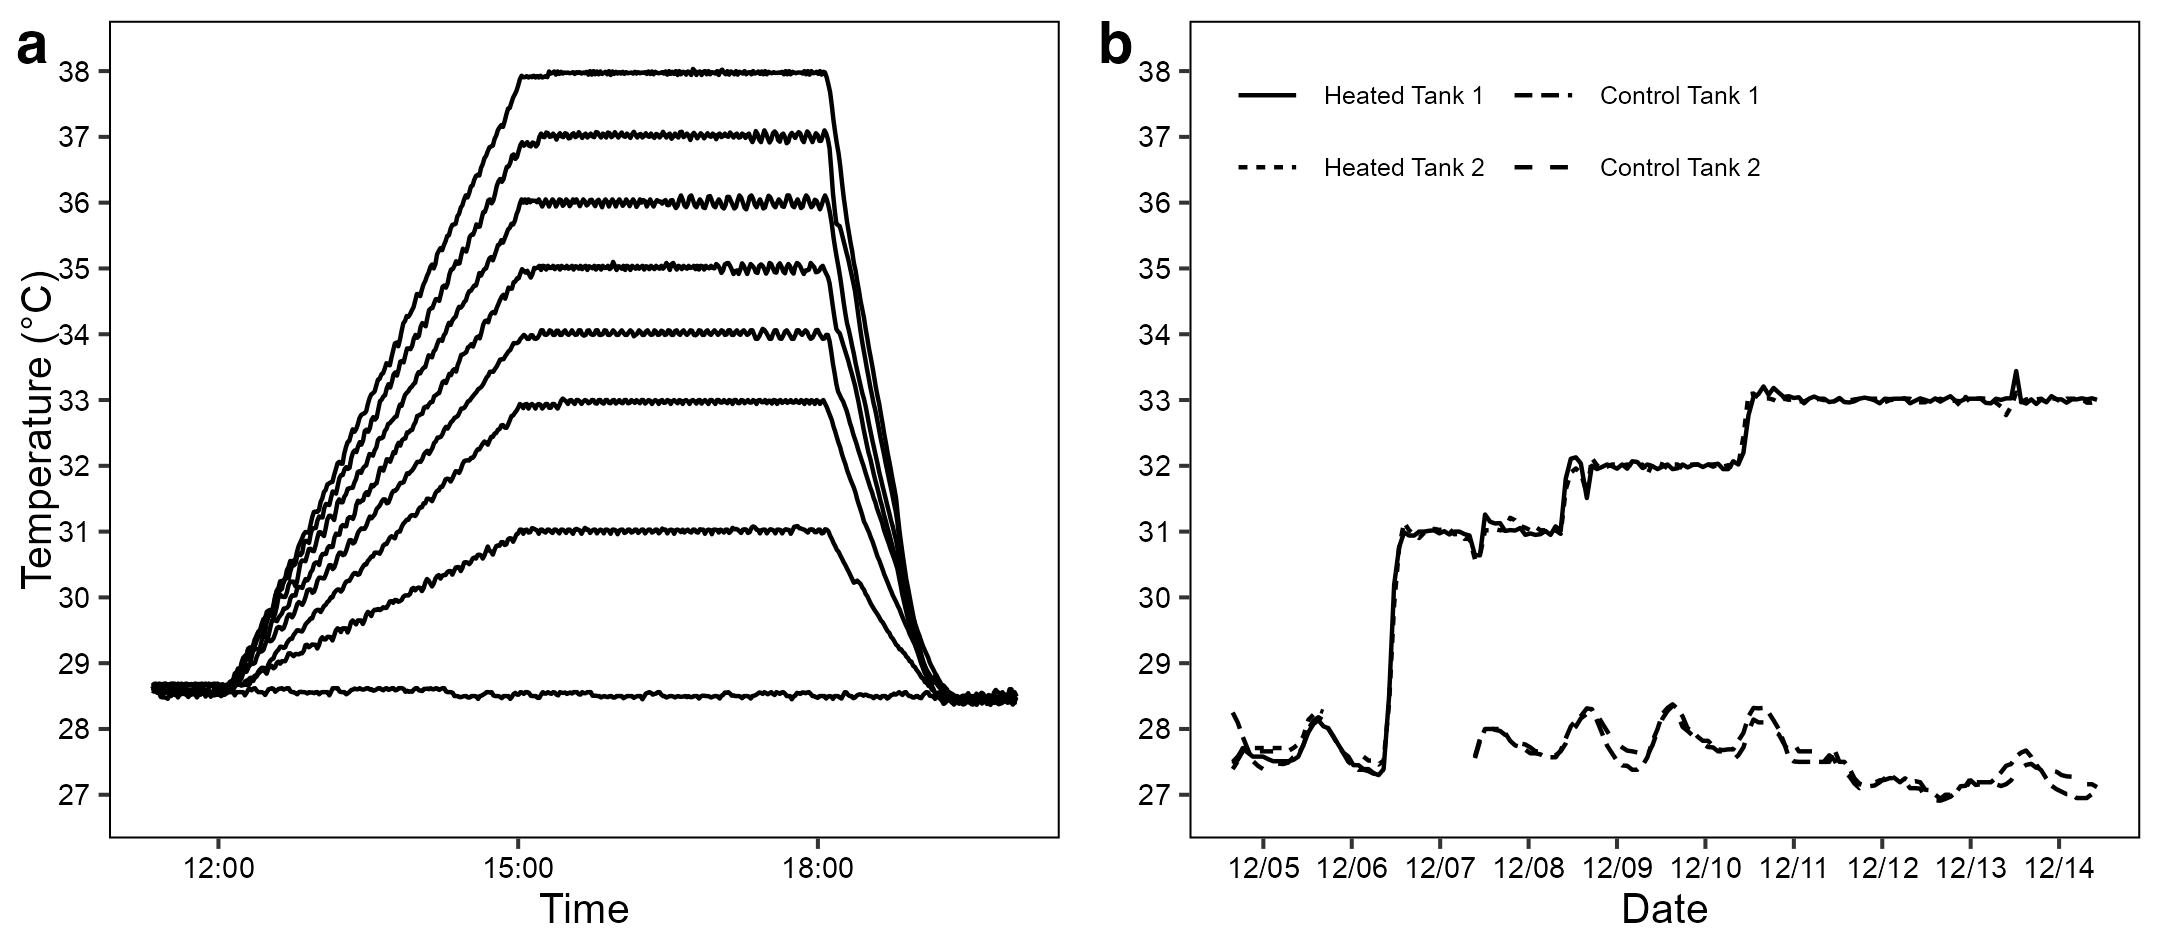 a
Temperature (°C)
38
37
36
35
34
33
32
31
30
29
28
27
12:00 15:00 18:00
Time
b
38
37
36
35
34
33
32
31
30
29
28
27
Heated Tank 1 Control Tank 1
Heated Tank 2 Control Tank 2
12/05 12/06 12/07 12/08 12/09 12/10 12/11 12/12 12/13 12/14
Date